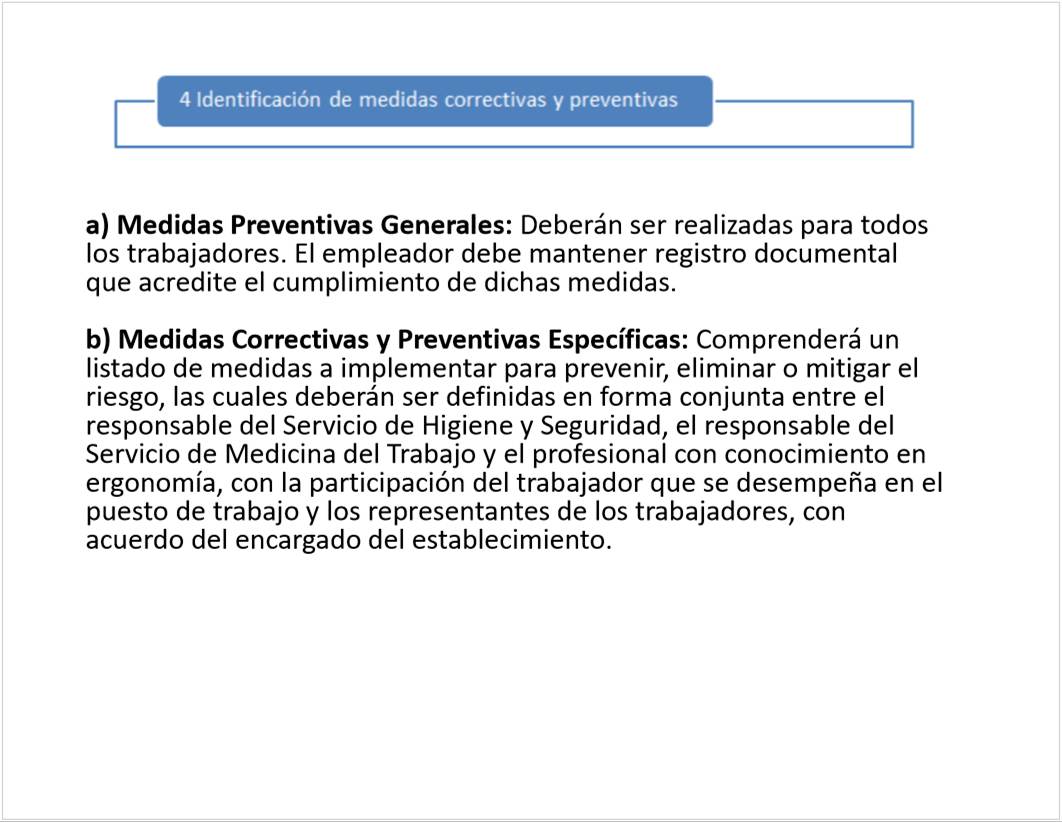 4 Identificación de medidas correctivas y preventivas
a) Medidas Preventivas Generales: Deberán ser realizadas para todos
los trabajadores. El empleador debe mantener registro documental
que acredite el cumplimiento de dichas medidas.
b) Medidas Correctivas y Preventivas Específicas: Comprenderá un
listado de medidas a implementar para prevenir, eliminar o mitigar el
riesgo, las cuales deberán ser definidas en forma conjunta entre el
responsable del Servicio de Higiene y Seguridad, el responsable del
Servicio de Medicina del Trabajo y el profesional con conocimiento en
ergonomía, con la participación del trabajador que se desempeña en el
puesto de trabajo y los representantes de los trabajadores, con
acuerdo del encargado del establecimiento.